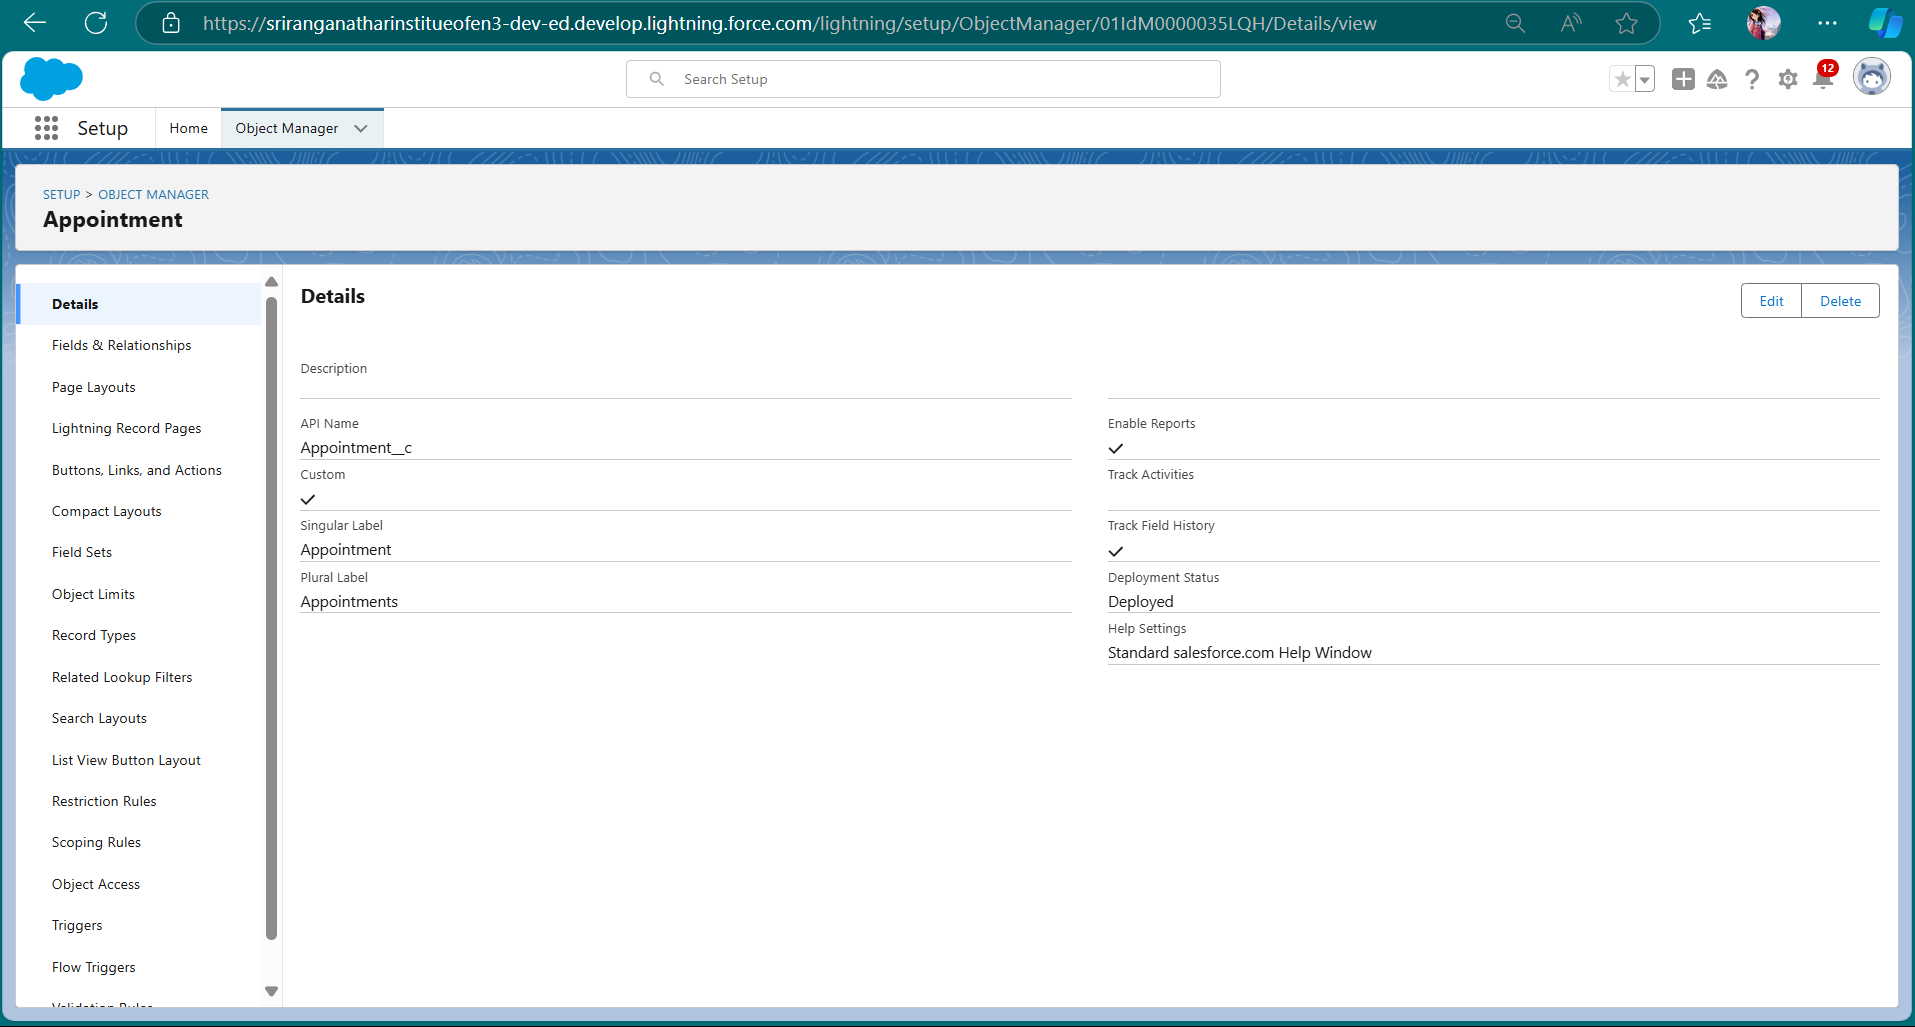 https://sriranganatharinstitueofen3-dev-ed.develop.lightning.force.com/lightning/setup/ObjectManager/01IdM0000035LQH/Details/view
Search Setup
12
Setup
Home
Object Manager
SETUP > OBJECT MANAGER
Appointment
Details
Fields & Relationships
Page Layouts
Lightning Record Pages
Buttons, Links, and Actions
Compact Layouts
Field Sets
Object Limits
Record Types
Related Lookup Filters
Search Layouts
List View Button Layout
Restriction Rules
Scoping Rules
Object Access
Triggers
Flow Triggers
Validation Rules
Details
Edit
Delete
Description
API Name
Appointment__c
Custom
Singular Label
Appointment
Plural Label
Appointments
Enable Reports
Track Activities
Track Field History
Deployment Status
Deployed
Help Settings
Standard salesforce.com Help Window